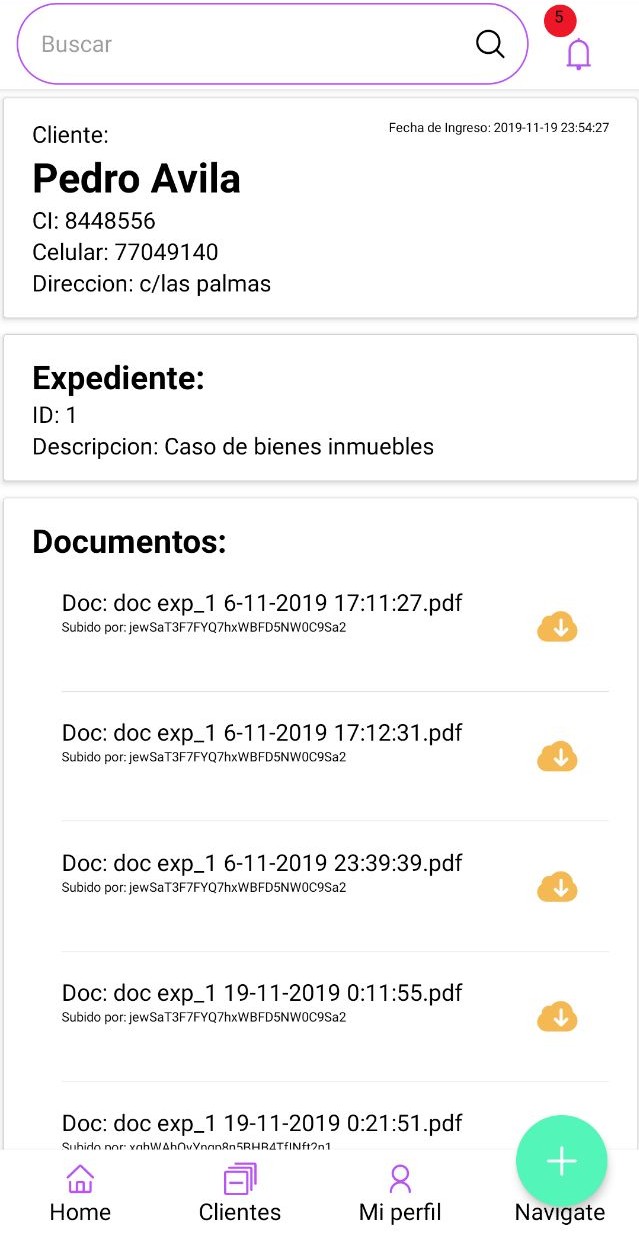 Buscar
5
Fecha de Ingreso: 2019-11-19 23:54:27
Cliente:
Pedro Avila
CI: 8448556
Celular: 77049140
Direccion: c/las palmas
Expediente:
ID: 1
Descripcion: Caso de bienes inmuebles
Documentos:
Doc: doc exp_1 6-11-2019 17:11:27.pdf
Subido por: jewSaT3F7FYQ7hxWBFD5NW0C9Sa2
Doc: doc exp_1 6-11-2019 17:12:31.pdf
Subido por: jewSaT3F7FYQ7hxWBFD5NW0C9Sa2
Doc: doc exp_1 6-11-2019 23:39:39.pdf
Subido por: jewSaT3F7FYQ7hxWBFD5NW0C9Sa2
Doc: doc exp_1 19-11-2019 0:11:55.pdf
Subido por: jewSaT3F7FYQ7hxWBFD5NW0C9Sa2
Doc: doc exp_1 19-11-2019 0:21:51.pdf
Subido por:
Home
Clientes
Mi perfil
Navigate